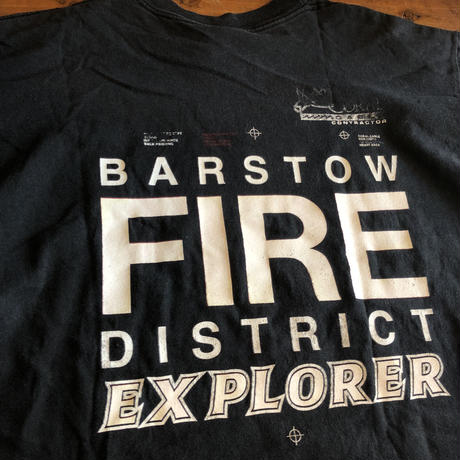 CONTRACTOR
BARSTOW
FIRE
DISTRICT
EXPLORER